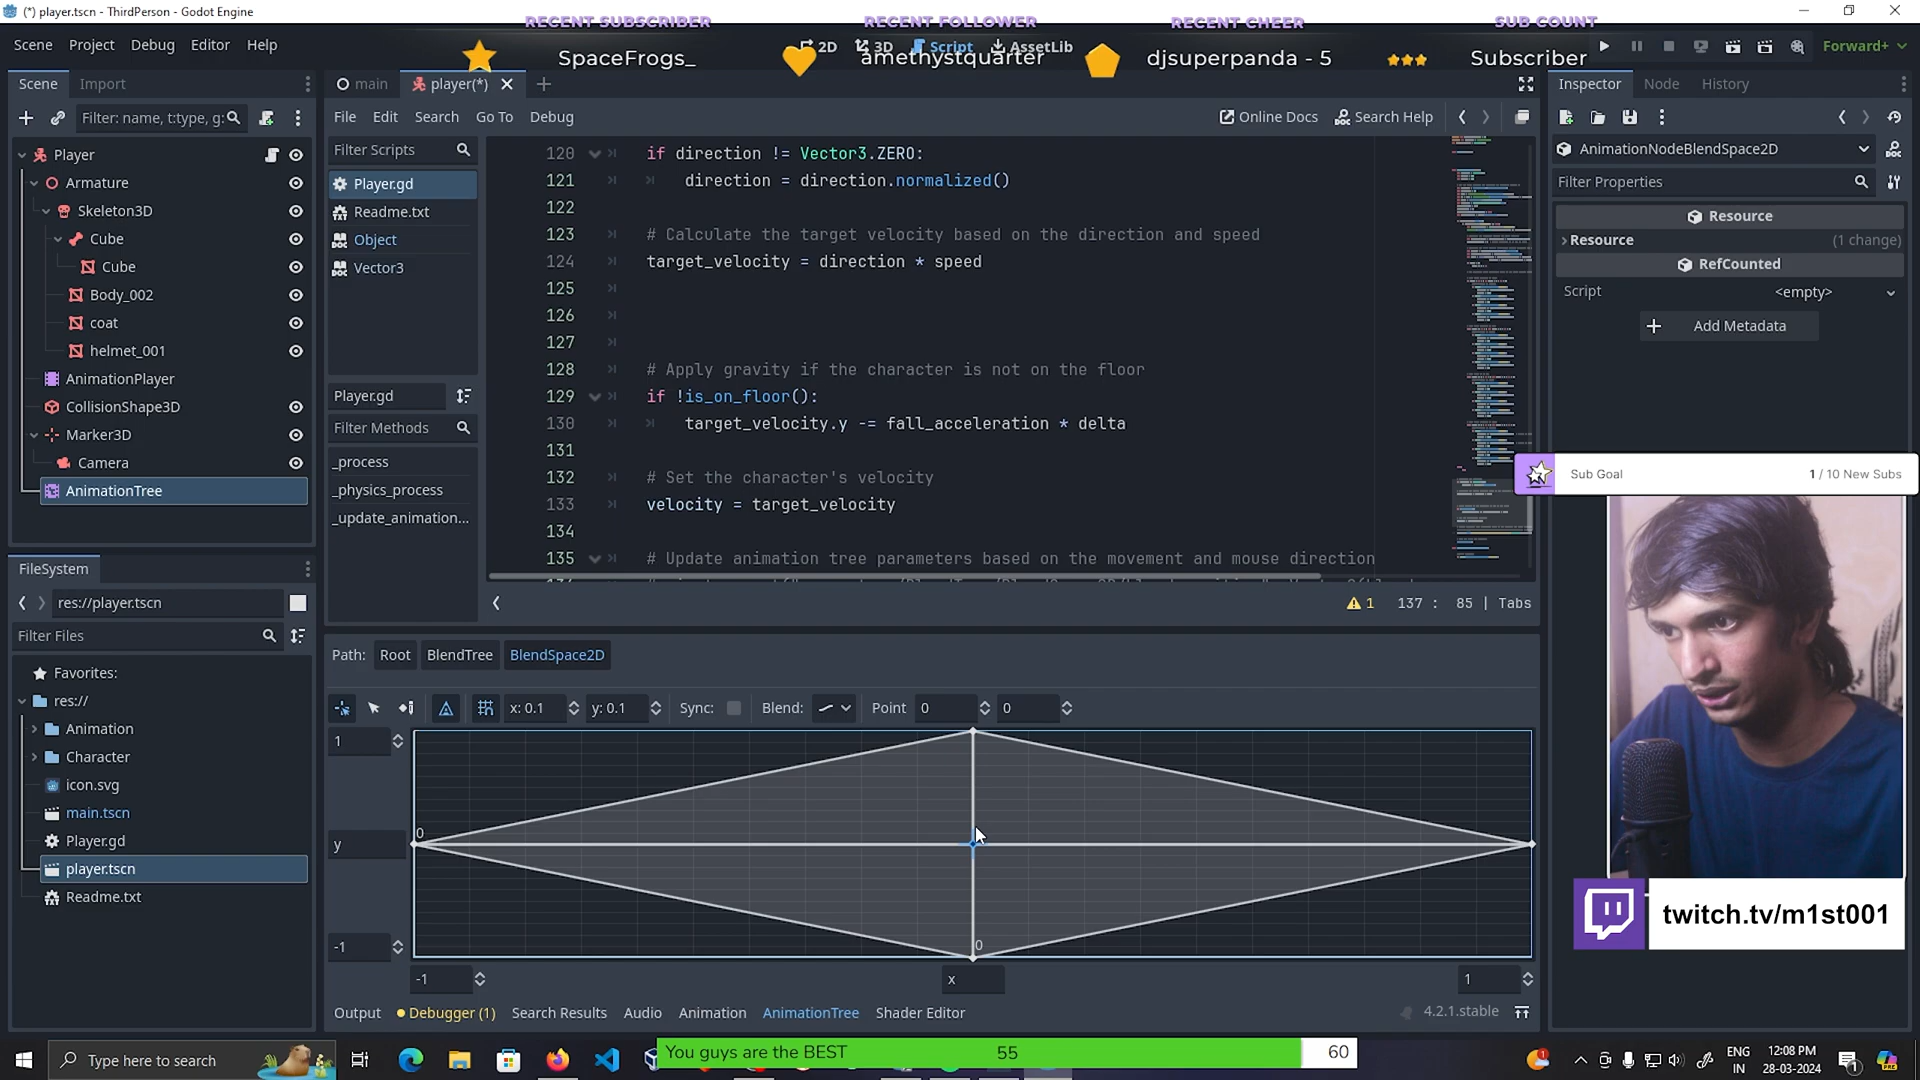 (*) player.tscn - ThirdPerson - Godot Engine
RECENT SUBSCRIBER
RECENT FOLLOWER
RECENT CHEER
SUB COUNT
Scene Project Debug Editor Help
2D 3D Script AssetLib
Forward+
SpaceFrogs_
amethystquarter
djsuperpanda - 5
Subscriber
Scene Import
main player(*)
Inspector Node History
Filter: name, t:type, g:
File Edit Search Go To Debug
Online Docs Search Help
Filter Scripts
Player.gd
Readme.txt
Object
Vector3
Player.gd
Filter Methods
_process
_physics_process
_update_animation...
Player
Armature
Skeleton3D
Cube
Cube
Body_002
coat
helmet_001
AnimationPlayer
CollisionShape3D
Marker3D
Camera
AnimationTree
120 if direction != Vector3.ZERO:
121 direction = direction.normalized()
122
123 # Calculate the target velocity based on the direction and speed
124 target_velocity = direction * speed
125
126
127
128 # Apply gravity if the character is not on the floor
129 if !is_on_floor():
130 target_velocity.y -= fall_acceleration * delta
131
132 # Set the character's velocity
133 velocity = target_velocity
134
135 # Update animation tree parameters based on the movement and mouse direction
1 137 : 85 | Tabs
AnimationNodeBlendSpace2D
Filter Properties
Resource
Resource (1 change)
RefCounted
Script <empty>
Add Metadata
Sub Goal 1 / 10 New Subs
FileSystem
res://player.tscn
Filter Files
Favorites:
res://
Animation
Character
icon.svg
main.tscn
Player.gd
player.tscn
Readme.txt
Path: Root BlendTree BlendSpace2D
x: 0.1 y: 0.1 Sync: Blend: Point 0 0
1
0
y
-1
0
-1 x 1
twitch.tv/m1st001
Output Debugger (1) Search Results Audio Animation AnimationTree Shader Editor
4.2.1.stable
Type here to search
You guys are the BEST 55 60
ENG
IN
12:08 PM
28-03-2024